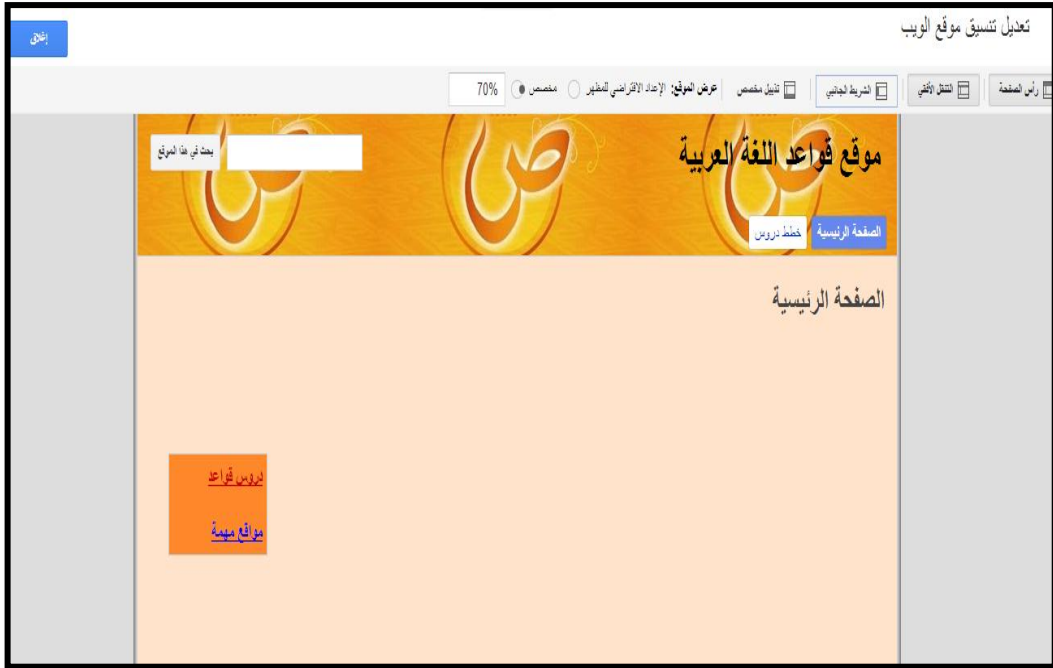 تعديل تنسيق موقع الويب
إغلاق
رأس الصفحة التنقل الأفقي الشريط الجانبي تذييل مخصص عرض الموقع: الإعداد الافتراضي للمظهر مخصص 70%
موقع قواعد اللغة العربية
بحث في هذا الموقع
الصفحة الرئيسية خطط دروس
الصفحة الرئيسية
دروس قواعد
مواقع مهمة